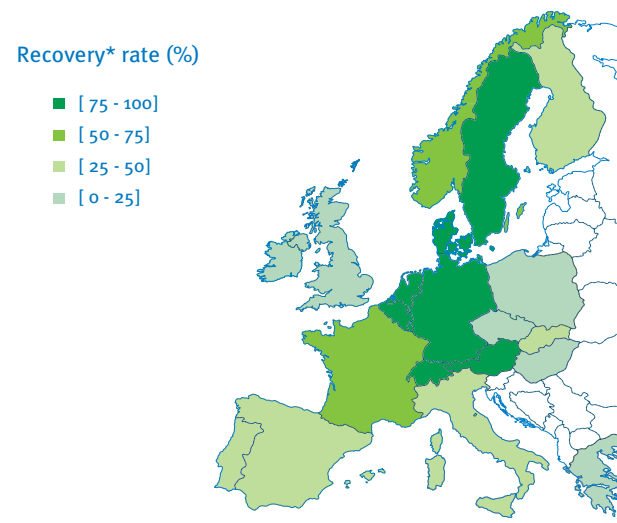 Recovery* rate (%)
[ 75 - 100]
[ 50 - 75]
[ 25 - 50]
[ 0 - 25]